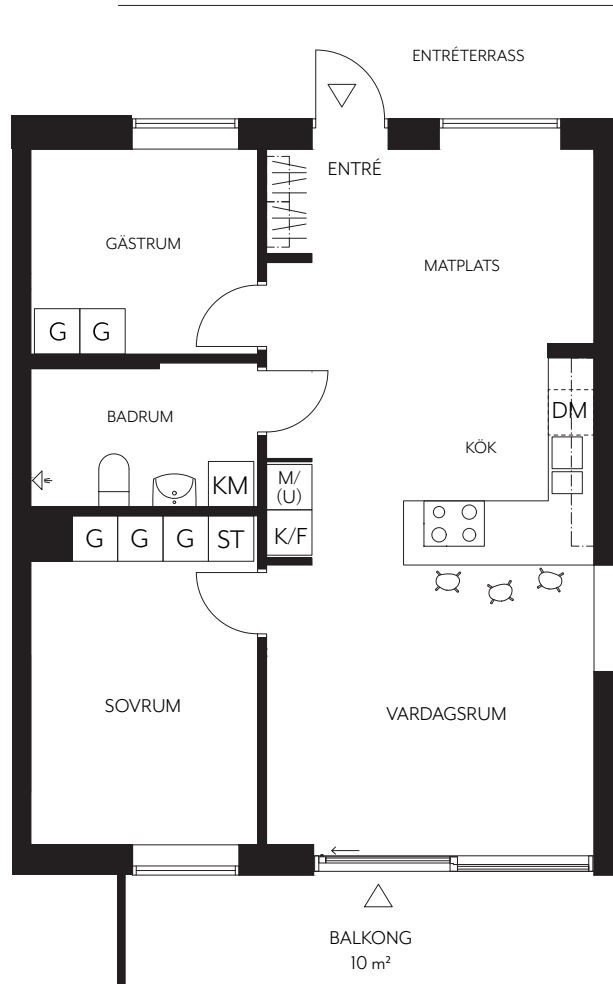 ENTRÉTERRASS
ENTRÉ
GÄSTRUM
MATPLATS
G G
DM
BADRUM
KÖK
KM
M/
(U)
G G G ST
K/F
SOVRUM
VARDAGSRUM
BALKONG
10 m²